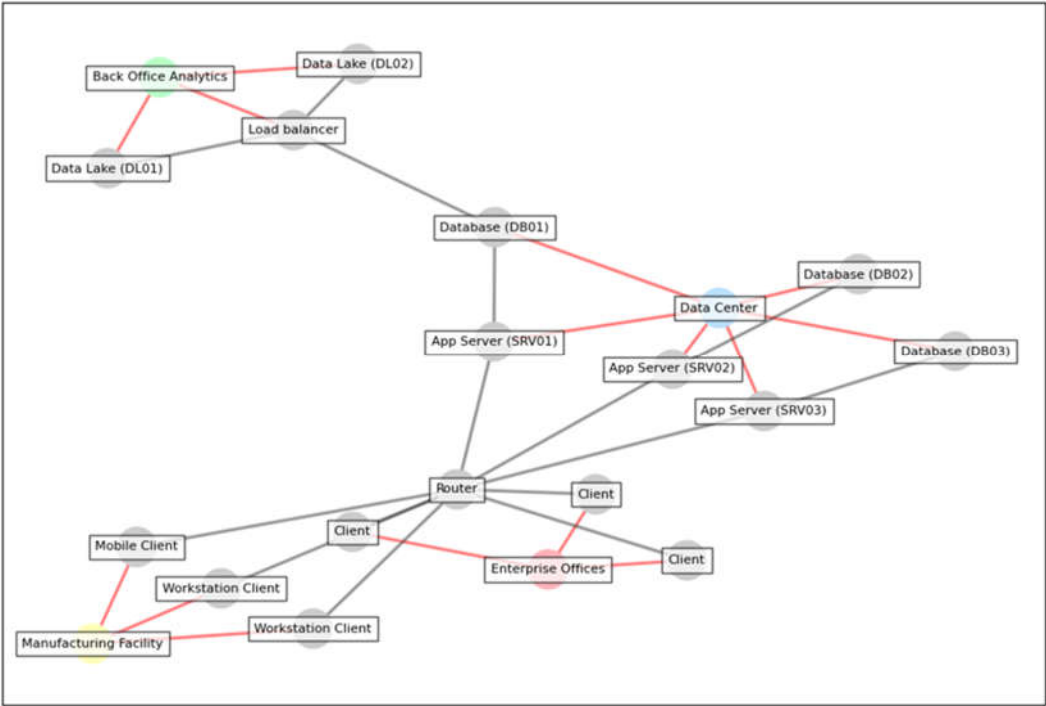 Data Lake (DL02)
Back Office Analytics
Load balancer
Data Lake (DL01)
Database (DB01)
Database (DB02)
Data Center
App Server (SRV01)
Database (DB03)
App Server (SRV02)
App Server (SRV03)
Router
Client
Client
Mobile Client
Client
Enterprise Offices
Workstation Client
Workstation Client
Manufacturing Facility